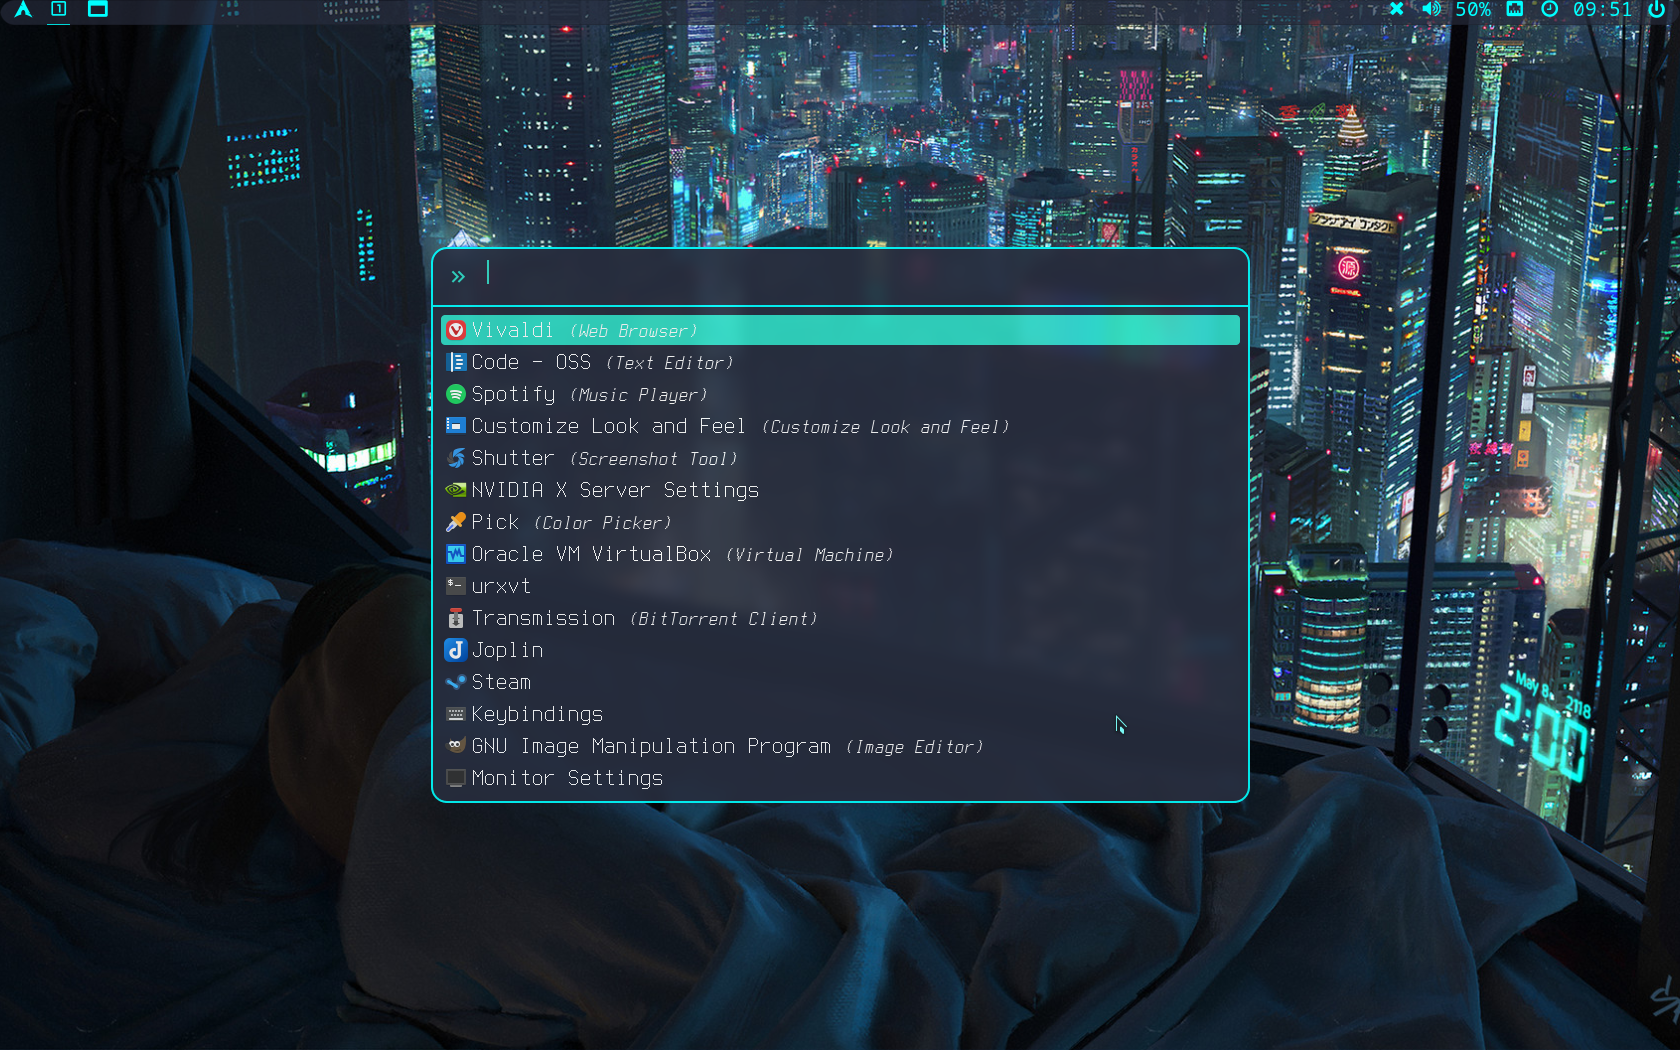 1 50% 09:51
»
Vivaldi (Web Browser)
Code - OSS (Text Editor)
Spotify (Music Player)
Customize Look and Feel (Customize Look and Feel)
Shutter (Screenshot Tool)
NVIDIA X Server Settings
Pick (Color Picker)
Oracle VM VirtualBox (Virtual Machine)
urxvt
Transmission (BitTorrent Client)
Joplin
Steam
Keybindings
GNU Image Manipulation Program (Image Editor)
Monitor Settings
源
May 8, 2118
2:00